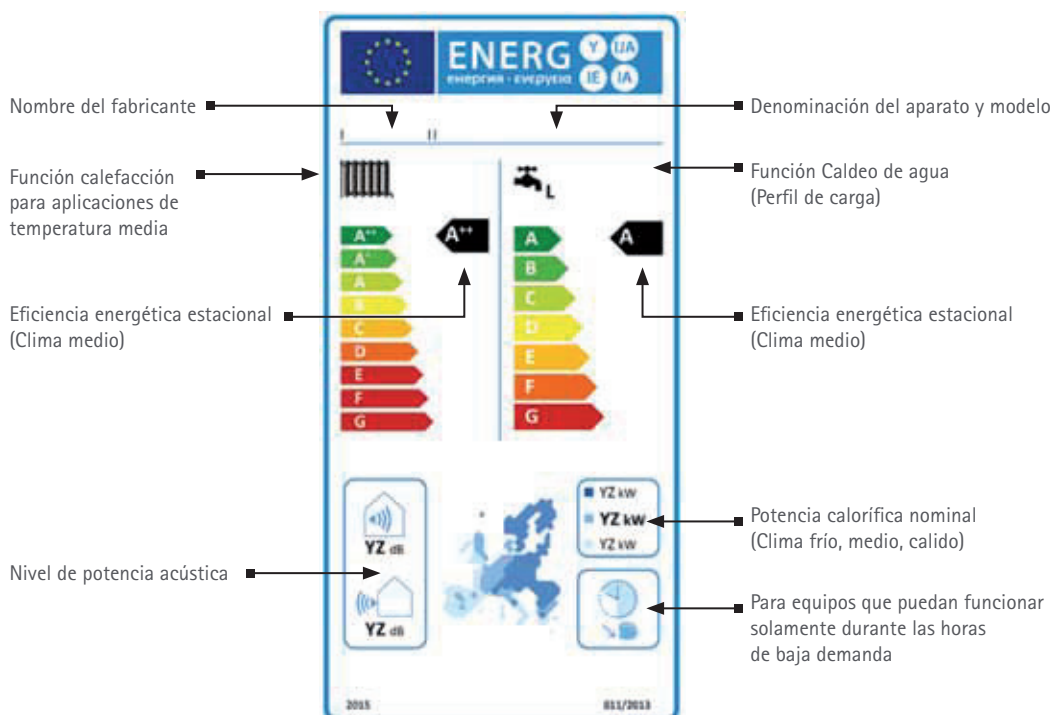 ENERG Y IJA
енергия · ενεργεια IE IA
Nombre del fabricante
Denominación del aparato y modelo
I II
Función calefacción
para aplicaciones de
temperatura media
Función Caldeo de agua
(Perfil de carga)
L
A++ A++
A+
A
B
C
D
E
F
G
A A
B
C
D
E
F
G
Eficiencia energética estacional
(Clima medio)
Eficiencia energética estacional
(Clima medio)
YZ dB
YZ dB
Nivel de potencia acústica
YZ kW
YZ kW
YZ kW
Potencia calorífica nominal
(Clima frío, medio, calido)
Para equipos que puedan funcionar
solamente durante las horas
de baja demanda
2015 811/2013